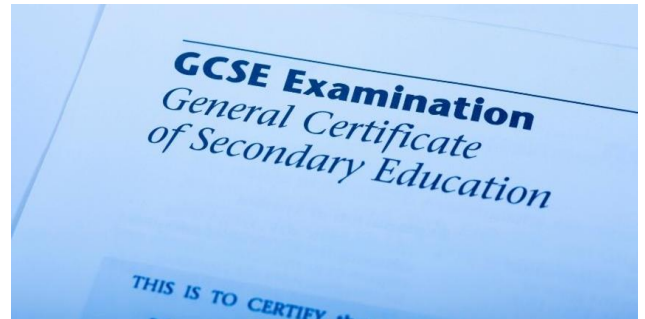 GCSE Examination
General Certificate
of Secondary Education
THIS IS TO CERTIFY